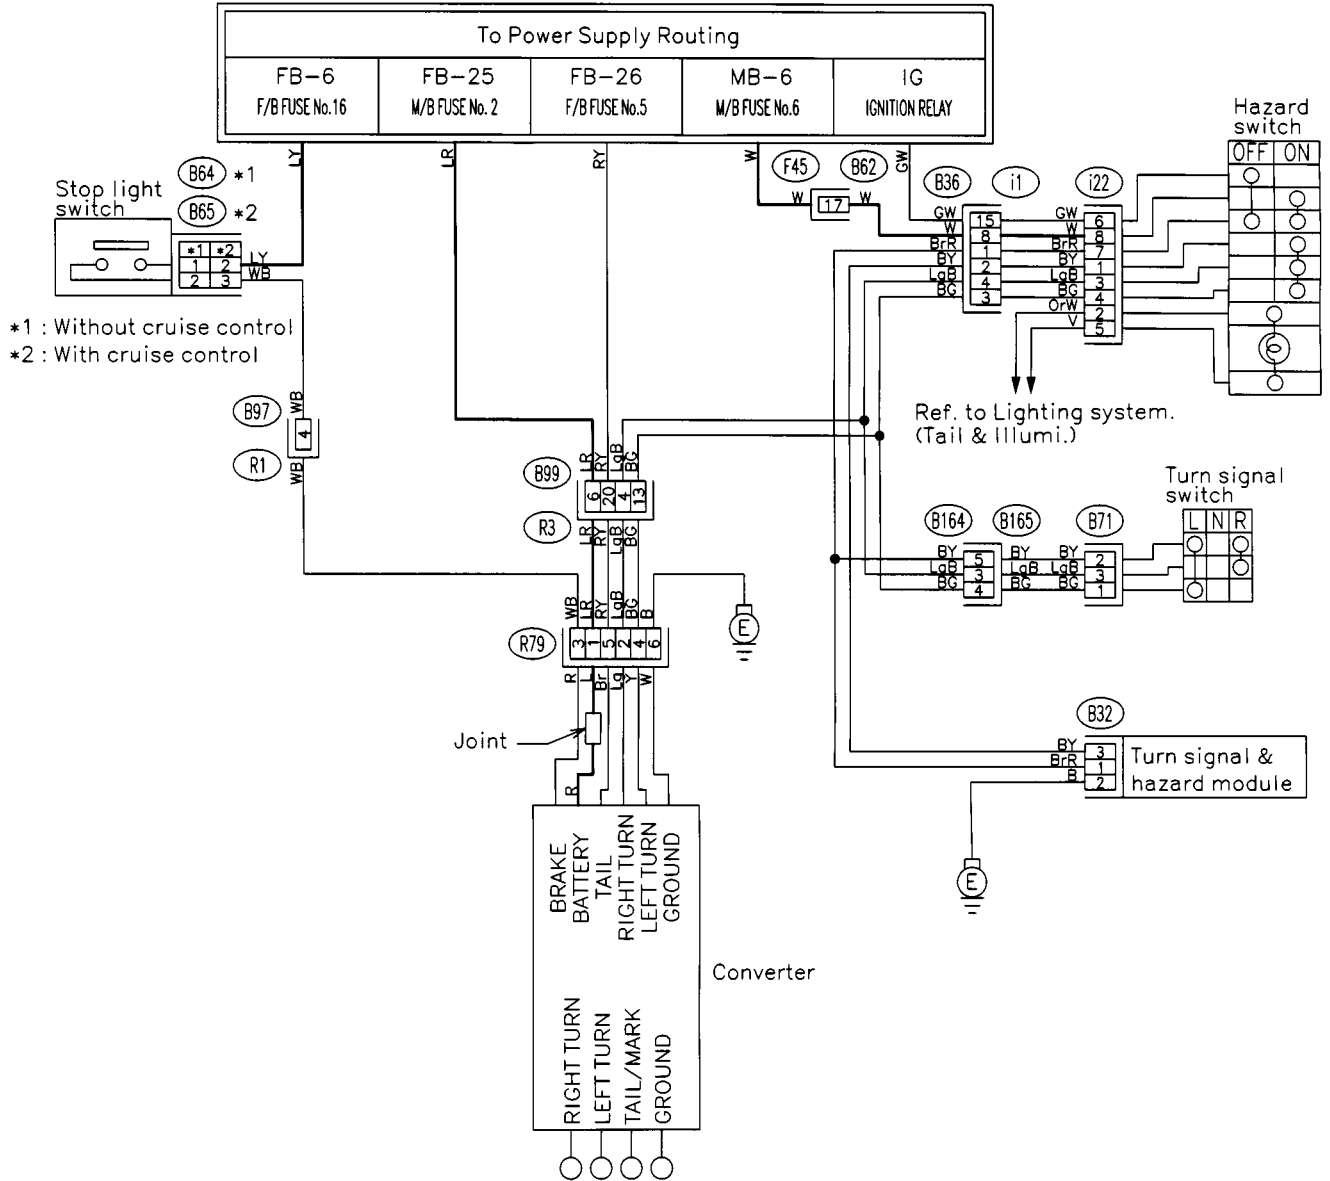 To Power Supply Routing
FB-6 FB-25 FB-26 MB-6 IG
F/B FUSE No.16 M/B FUSE No. 2 F/B FUSE No.5 M/B FUSE No.6 IGNITION RELAY
LY LR RY W GW
Hazard
switch
OFF ON
B64 *1
B65 *2
Stop light
switch
*1 *2
1 2
2 3
LY
WB
*1 : Without cruise control
*2 : With cruise control
F45 B62
W 17 W
B36 i1 i22
GW 15 GW 6
W 8 W 8
BrR 1 BrR 7
BY 2 BY 1
LgB 4 LgB 3
BG 3 BG 4
OrW 2
V 5
Ref. to Lighting system.
(Tail & Illumi.)
B97
WB
4
R1
WB
B99
LR RY LgB BG
6 20 4 13
R3
LR RY LgB BG
Turn signal
switch
L N R
B164 B165 B71
BY 5 BY BY 2
LgB 3 LgB LgB 3
BG 4 BG BG 1
E
WB LR RY LgB BG B
R79
3 1 5 2 4 6
R L Br Lg Y W
Joint
R
B32
BY 3
BrR 1
B 2
Turn signal &
hazard module
E
BRAKE
BATTERY
TAIL
RIGHT TURN
LEFT TURN
GROUND
Converter
RIGHT TURN
LEFT TURN
TAIL/MARK
GROUND